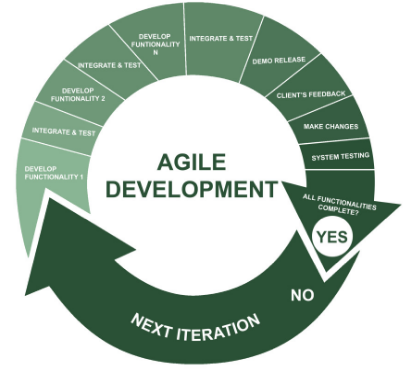 DEVELOP
FUNCTIONALITY 1
INTEGRATE & TEST
DEVELOP
FUNTIONALITY 2
INTEGRATE & TEST
DEVELOP
FUNTIONALITY
N
INTEGRATE & TEST
DEMO RELEASE
CLIENT'S FEEDBACK
MAKE CHANGES
SYSTEM TESTING
ALL FUNCTIONALITIES
COMPLETE?
YES
NO
NEXT ITERATION
AGILE
DEVELOPMENT